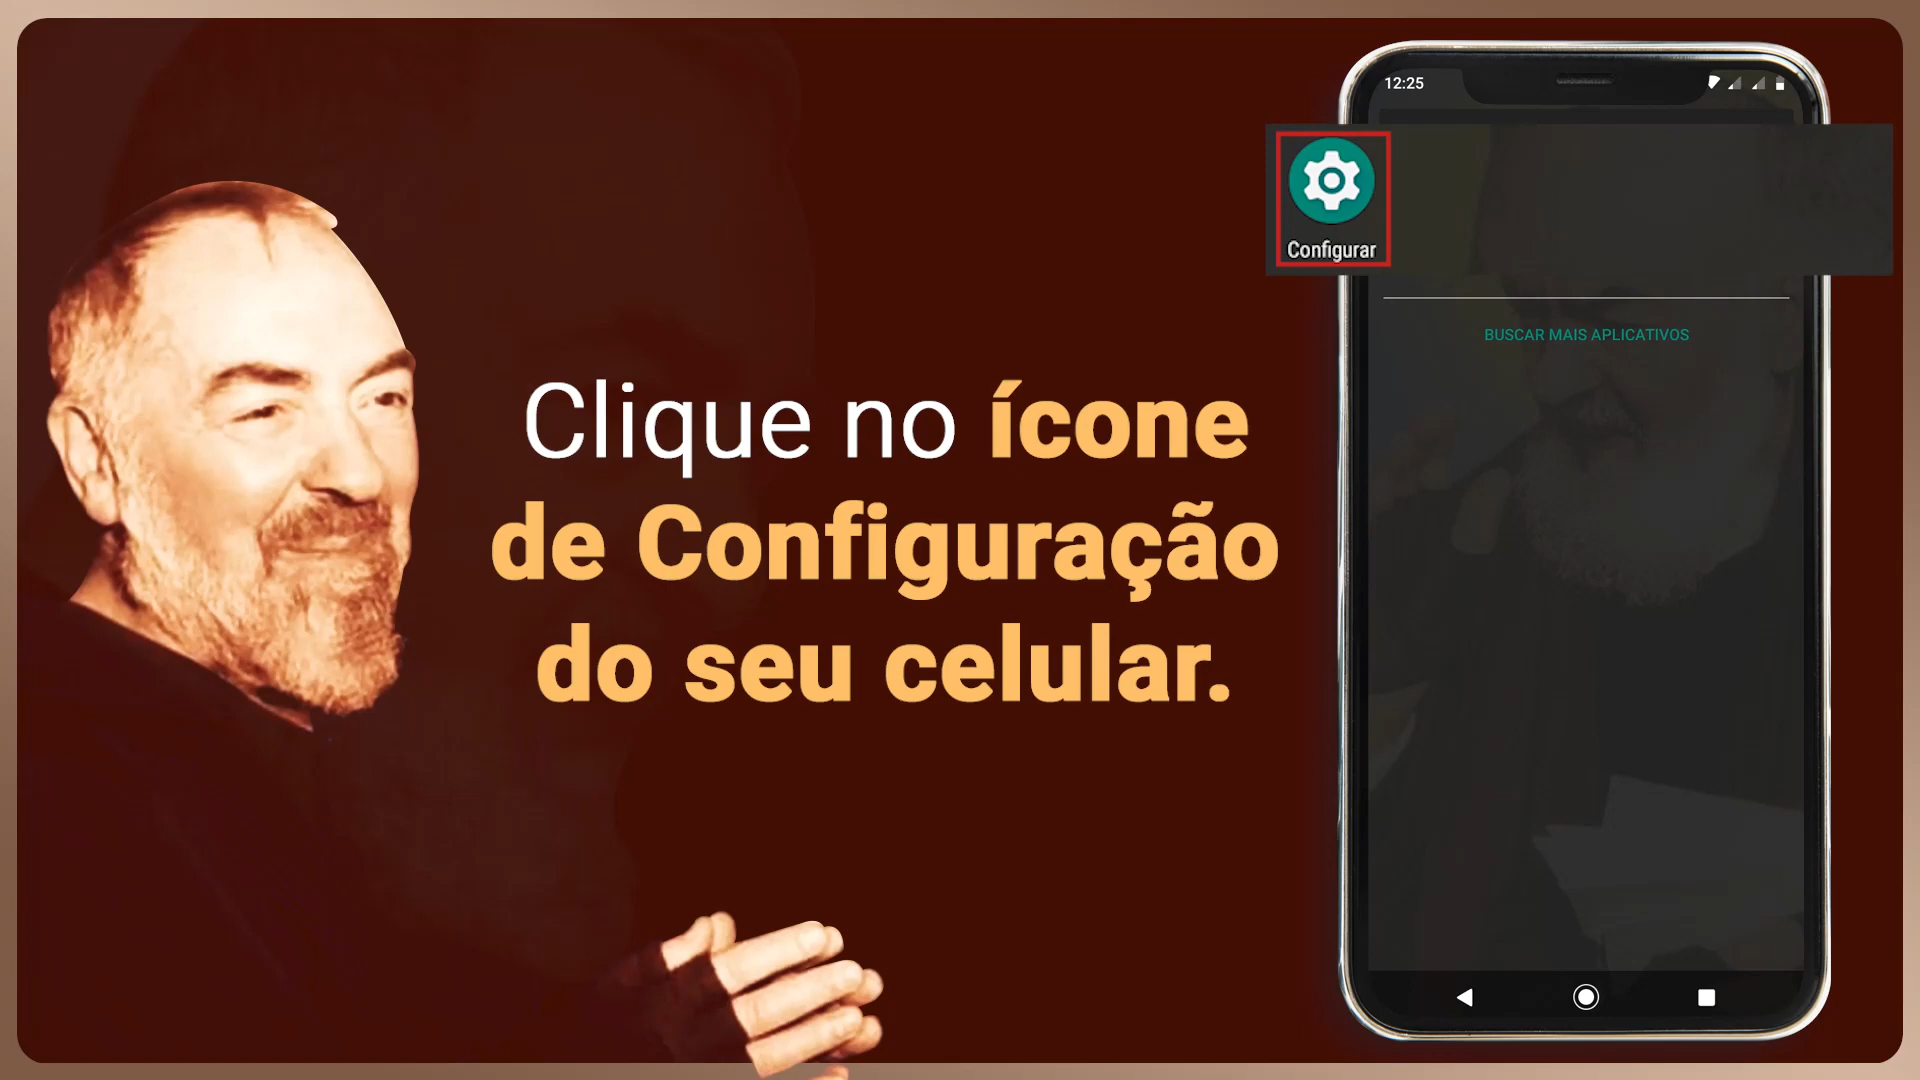 Clique no ícone
de Configuração
do seu celular.
12:25
Configurar
BUSCAR MAIS APLICATIVOS